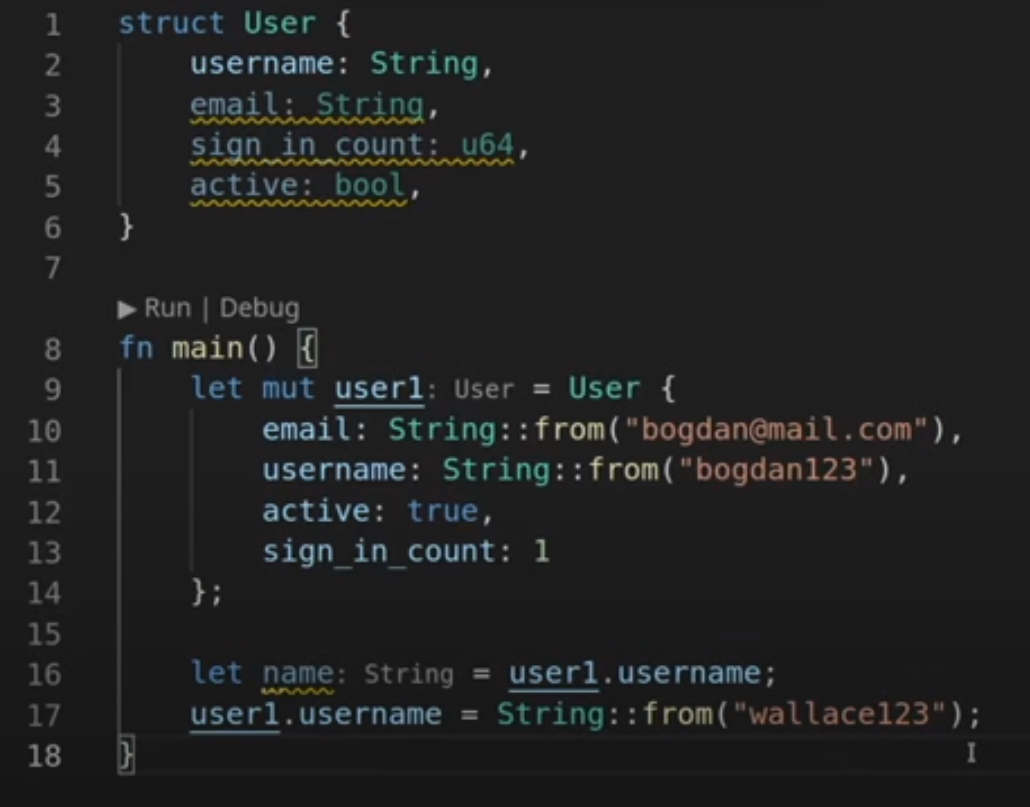 1 struct User {
2 username: String,
3 email: String,
4 sign_in_count: u64,
5 active: bool,
6 }
7
▶ Run | Debug
8 fn main() {
9 let mut user1: User = User {
10 email: String::from("bogdan@mail.com"),
11 username: String::from("bogdan123"),
12 active: true,
13 sign_in_count: 1
14 };
15
16 let name: String = user1.username;
17 user1.username = String::from("wallace123");
18 }